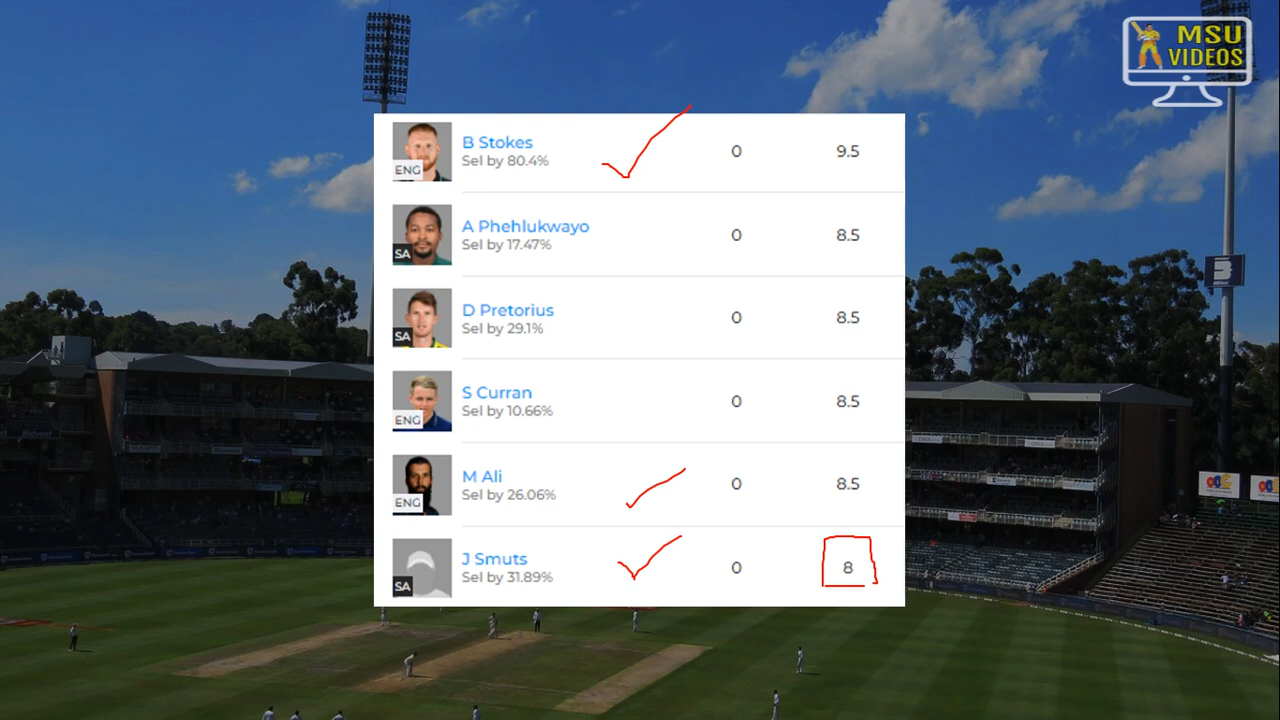 MSU
VIDEOS
B Stokes
Sel by 80.4%
ENG
0
9.5
A Phehlukwayo
Sel by 17.47%
SA
0
8.5
D Pretorius
Sel by 29.1%
SA
0
8.5
S Curran
Sel by 10.66%
ENG
0
8.5
M Ali
Sel by 26.06%
ENG
0
8.5
J Smuts
Sel by 31.89%
SA
0
8